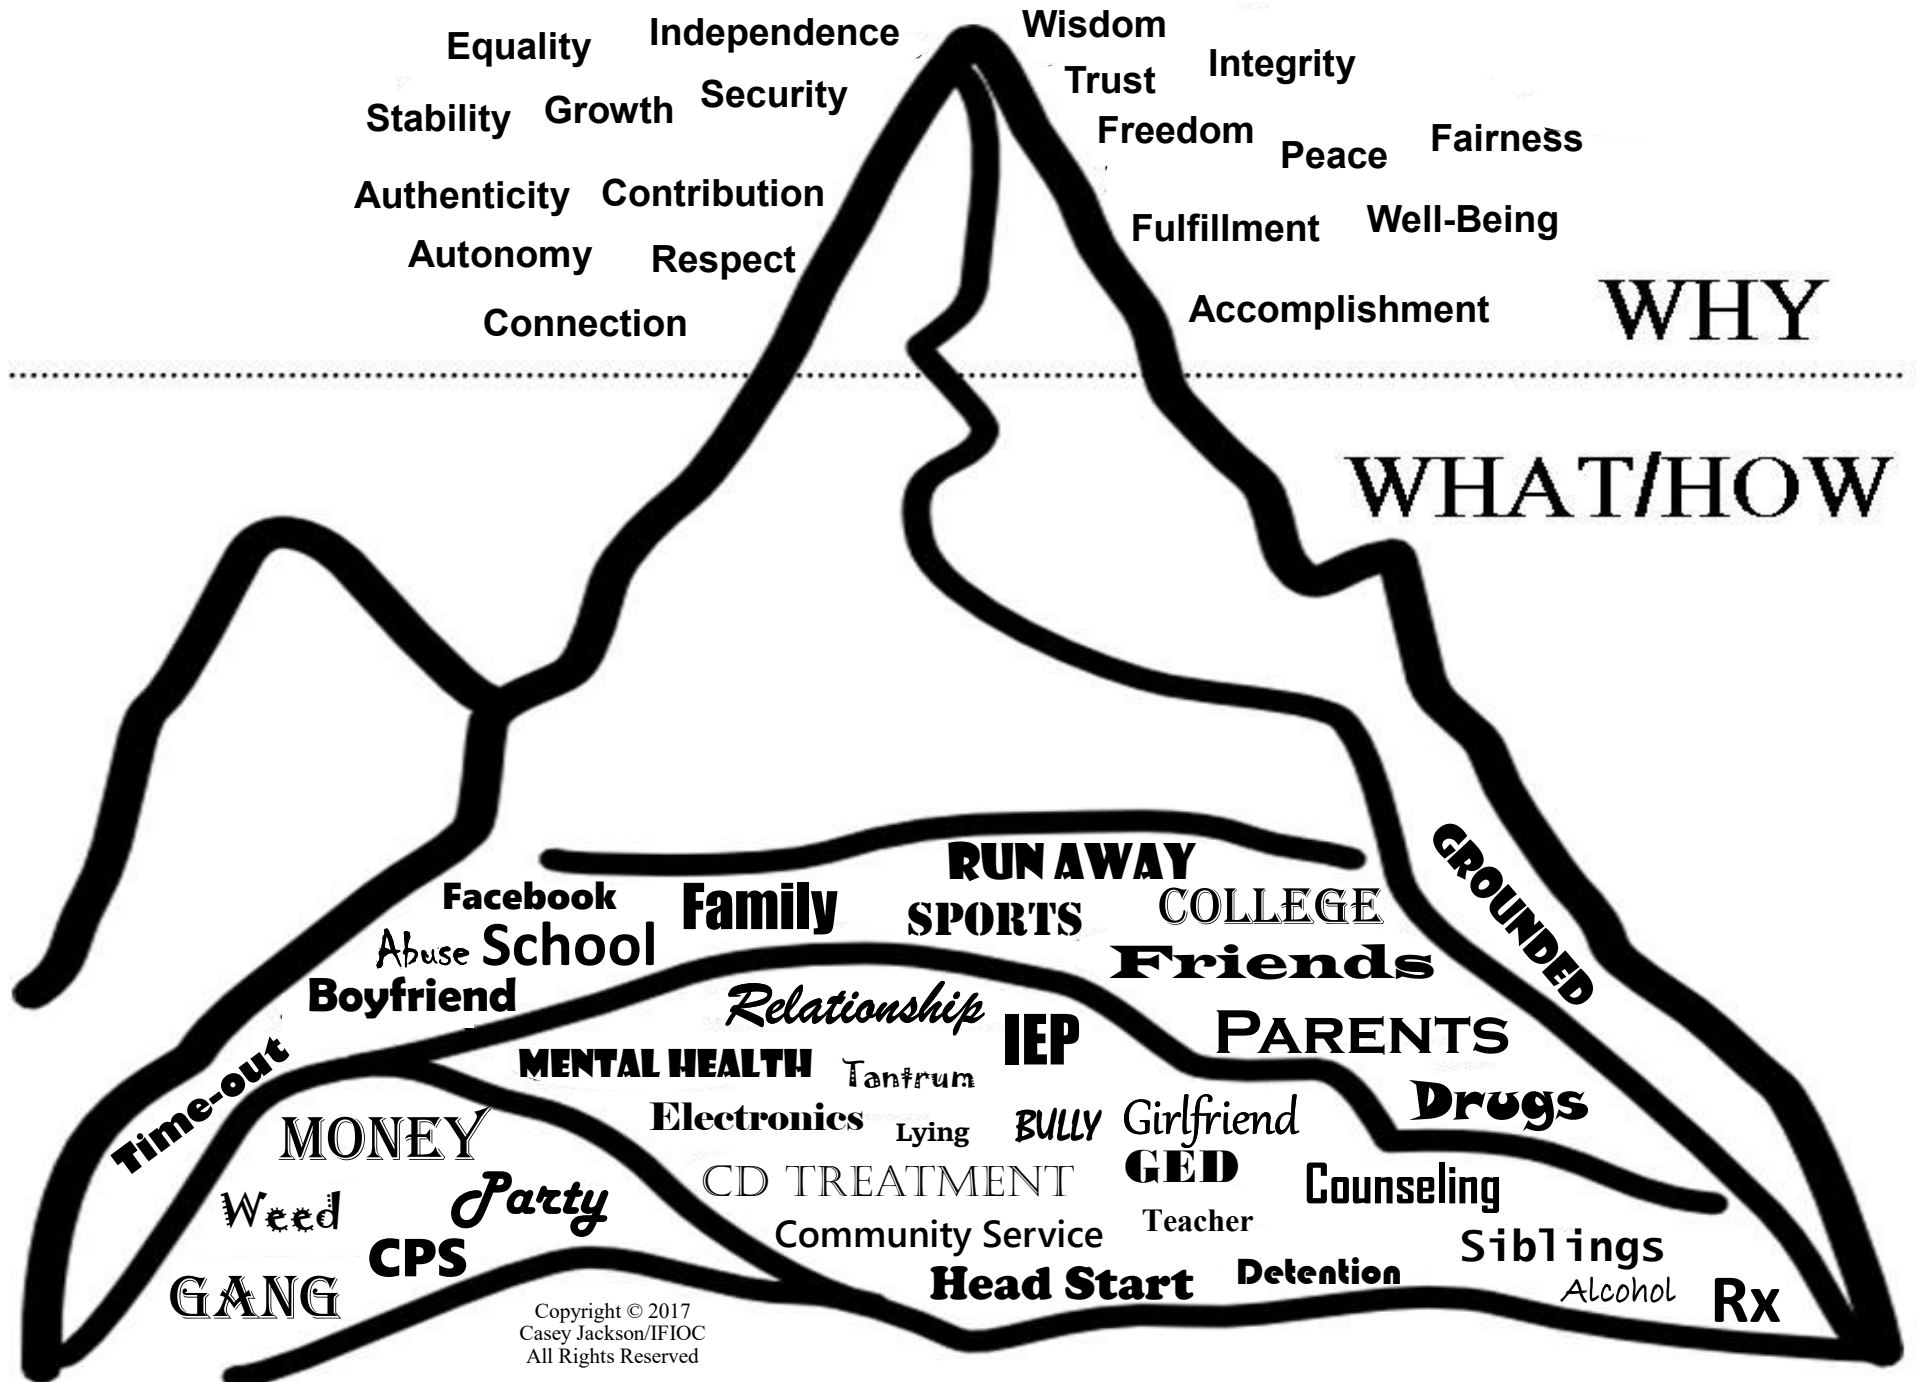 Equality
Independence
Wisdom
Integrity
Stability
Growth
Security
Trust
Freedom
Peace
Fairness
Authenticity
Contribution
Fulfillment
Well-Being
Autonomy
Respect
Connection
Accomplishment
WHY
WHAT/HOW
RUN AWAY
GROUNDED
Facebook
Family
SPORTS
COLLEGE
Abuse
School
Friends
Boyfriend
Relationship
IEP
PARENTS
Time-out
MENTAL HEALTH
Tantrum
MONEY
Electronics
Lying
BULLY
Girlfriend
Drugs
CD TREATMENT
GED
Counseling
Weed
Party
Community Service
Teacher
CPS
Siblings
GANG
Head Start
Detention
Alcohol
Rx
Copyright © 2017
Casey Jackson/IFIOC
All Rights Reserved